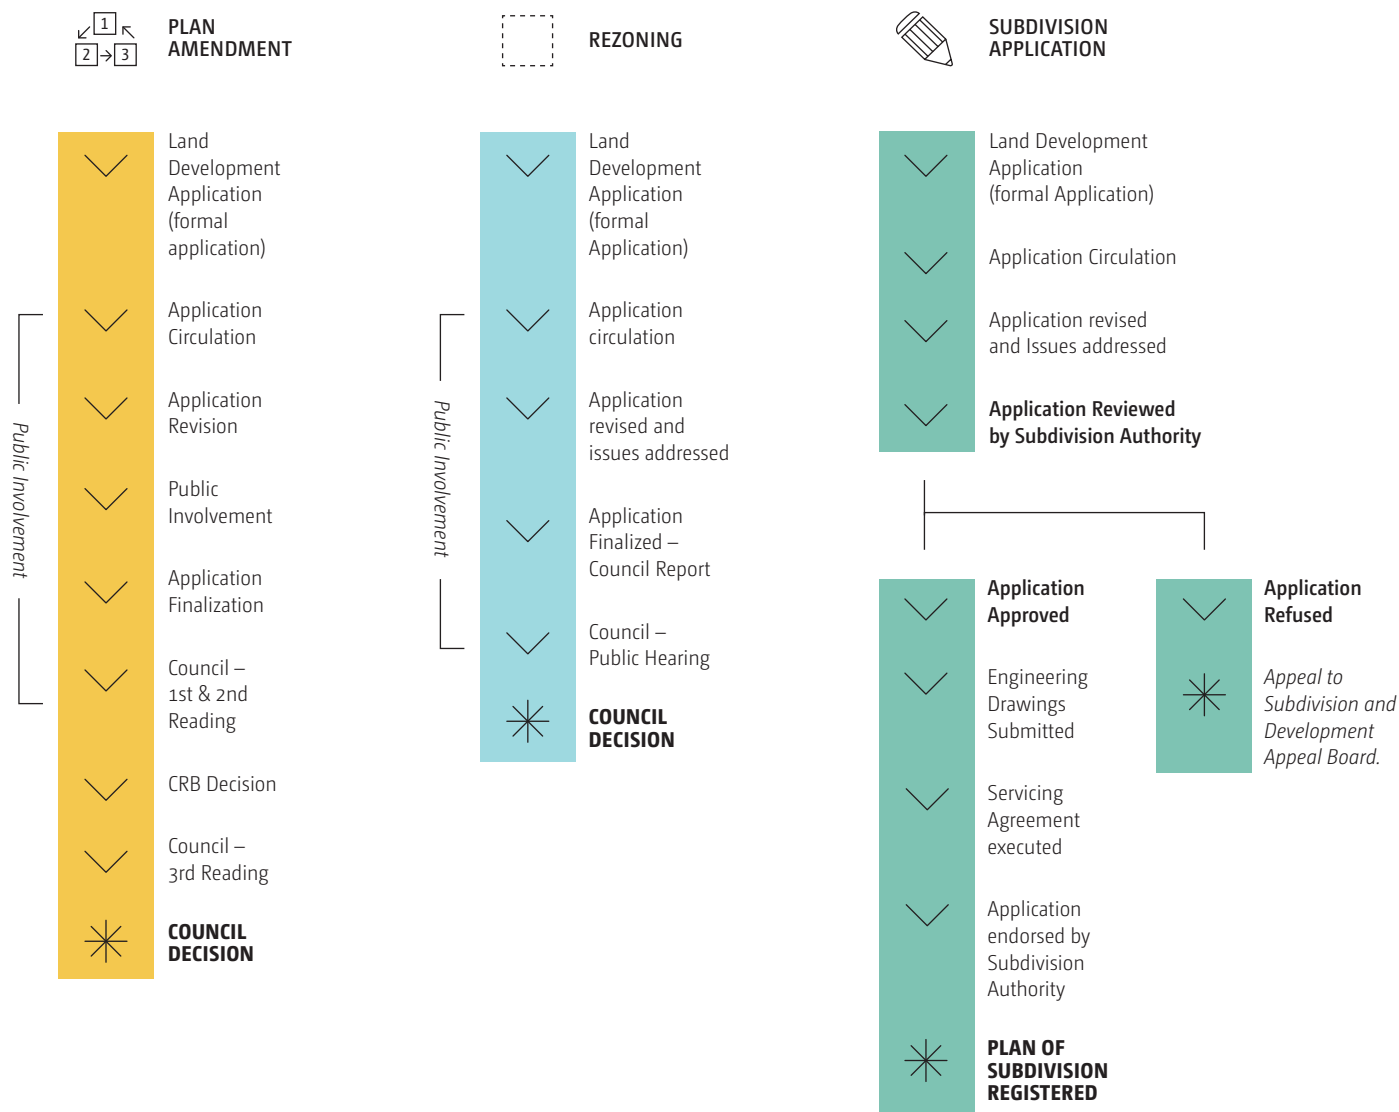 1
2
3
PLAN
AMENDMENT
Land
Development
Application
(formal
application)
Application
Circulation
Application
Revision
Public
Involvement
Application
Finalization
Council –
1st & 2nd
Reading
CRB Decision
Council –
3rd Reading
COUNCIL
DECISION
Public Involvement
REZONING
Land
Development
Application
(formal
Application)
Application
circulation
Application
revised and
issues addressed
Application
Finalized –
Council Report
Council –
Public Hearing
COUNCIL
DECISION
Public Involvement
SUBDIVISION
APPLICATION
Land Development
Application
(formal Application)
Application Circulation
Application revised
and Issues addressed
Application Reviewed
by Subdivision Authority
Application
Approved
Engineering
Drawings
Submitted
Servicing
Agreement
executed
Application
endorsed by
Subdivision
Authority
PLAN OF
SUBDIVISION
REGISTERED
Application
Refused
Appeal to
Subdivision and
Development
Appeal Board.